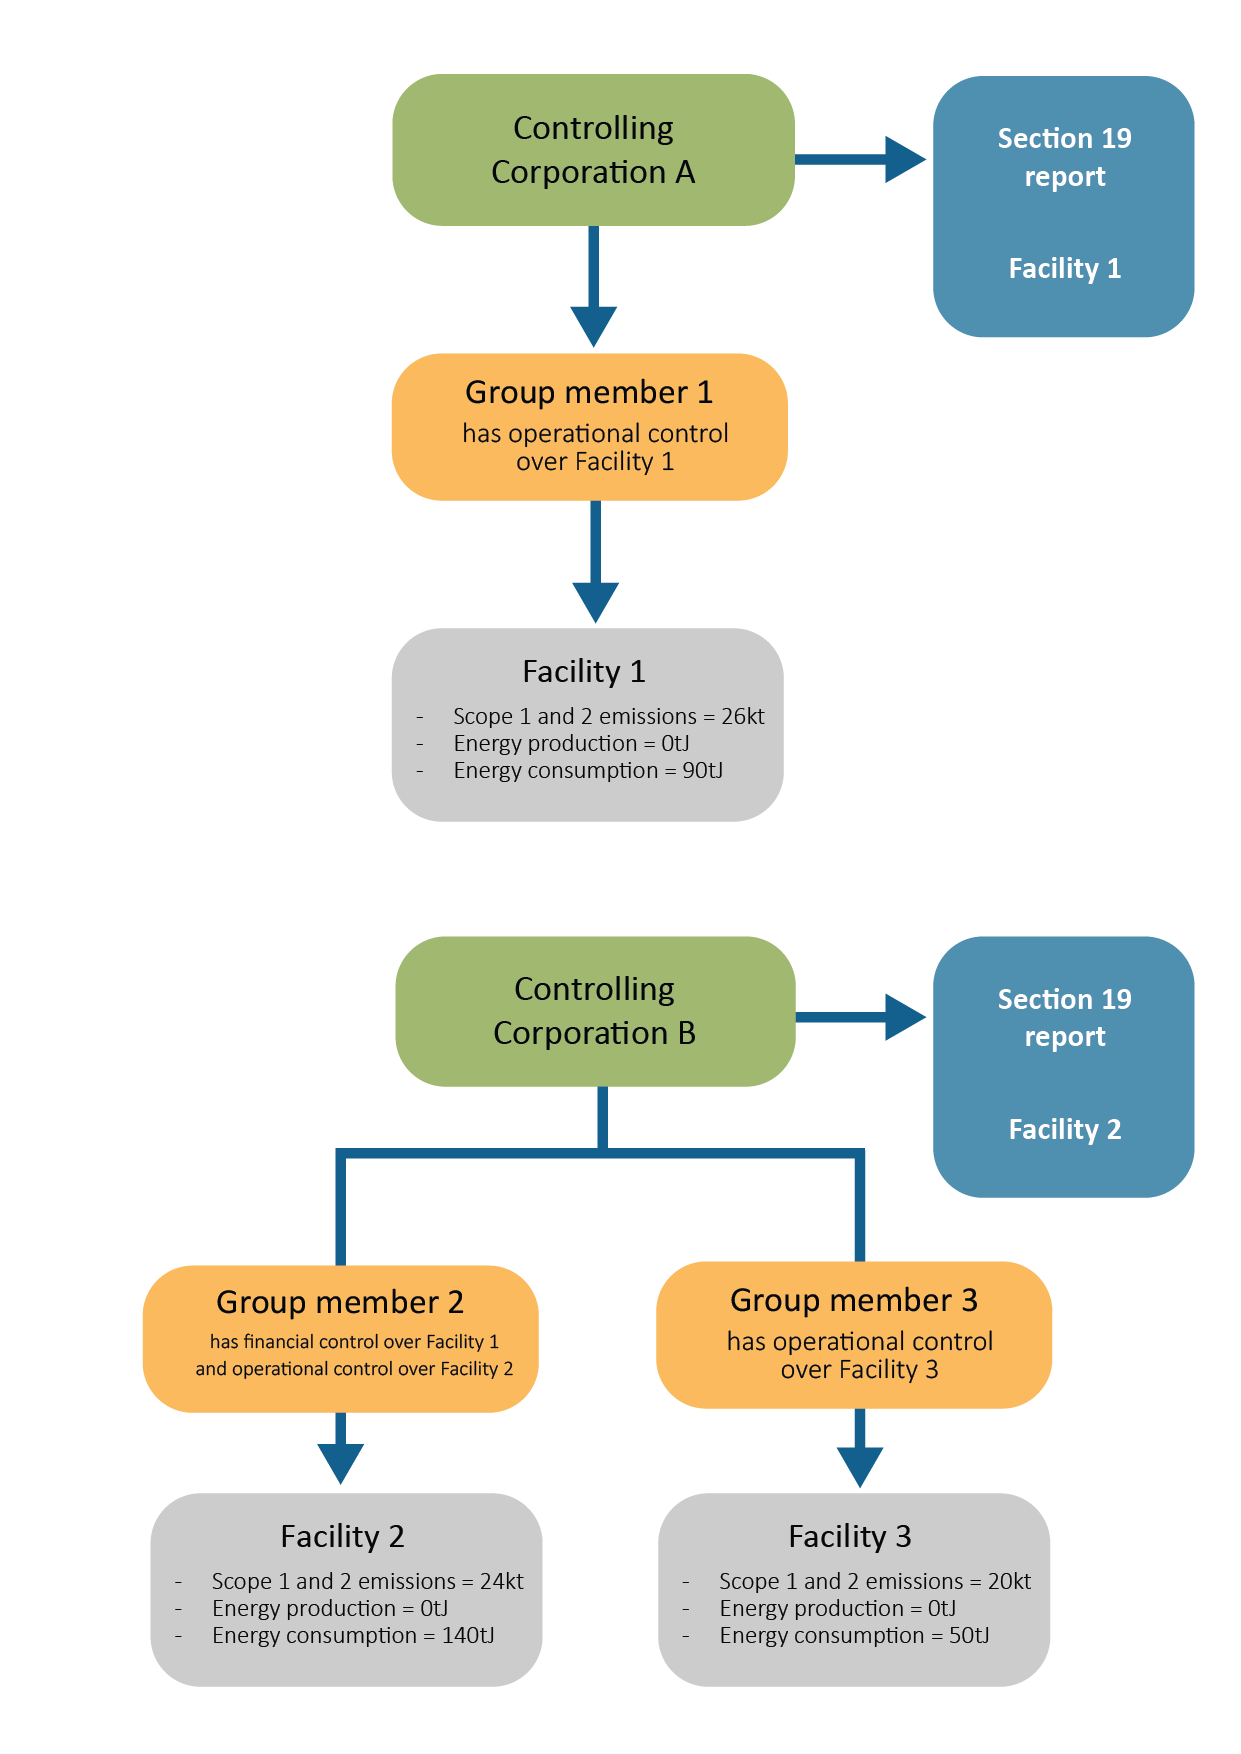 Controlling
Corporation A
Section 19
report
Facility 1
Group member 1
has operational control
over Facility 1
Facility 1
- Scope 1 and 2 emissions = 26kt
- Energy production = 0tJ
- Energy consumption = 90tJ
Controlling
Corporation B
Section 19
report
Facility 2
Group member 2
has financial control over Facility 1
and operational control over Facility 2
Group member 3
has operational control
over Facility 3
Facility 2
- Scope 1 and 2 emissions = 24kt
- Energy production = 0tJ
- Energy consumption = 140tJ
Facility 3
- Scope 1 and 2 emissions = 20kt
- Energy production = 0tJ
- Energy consumption = 50tJ